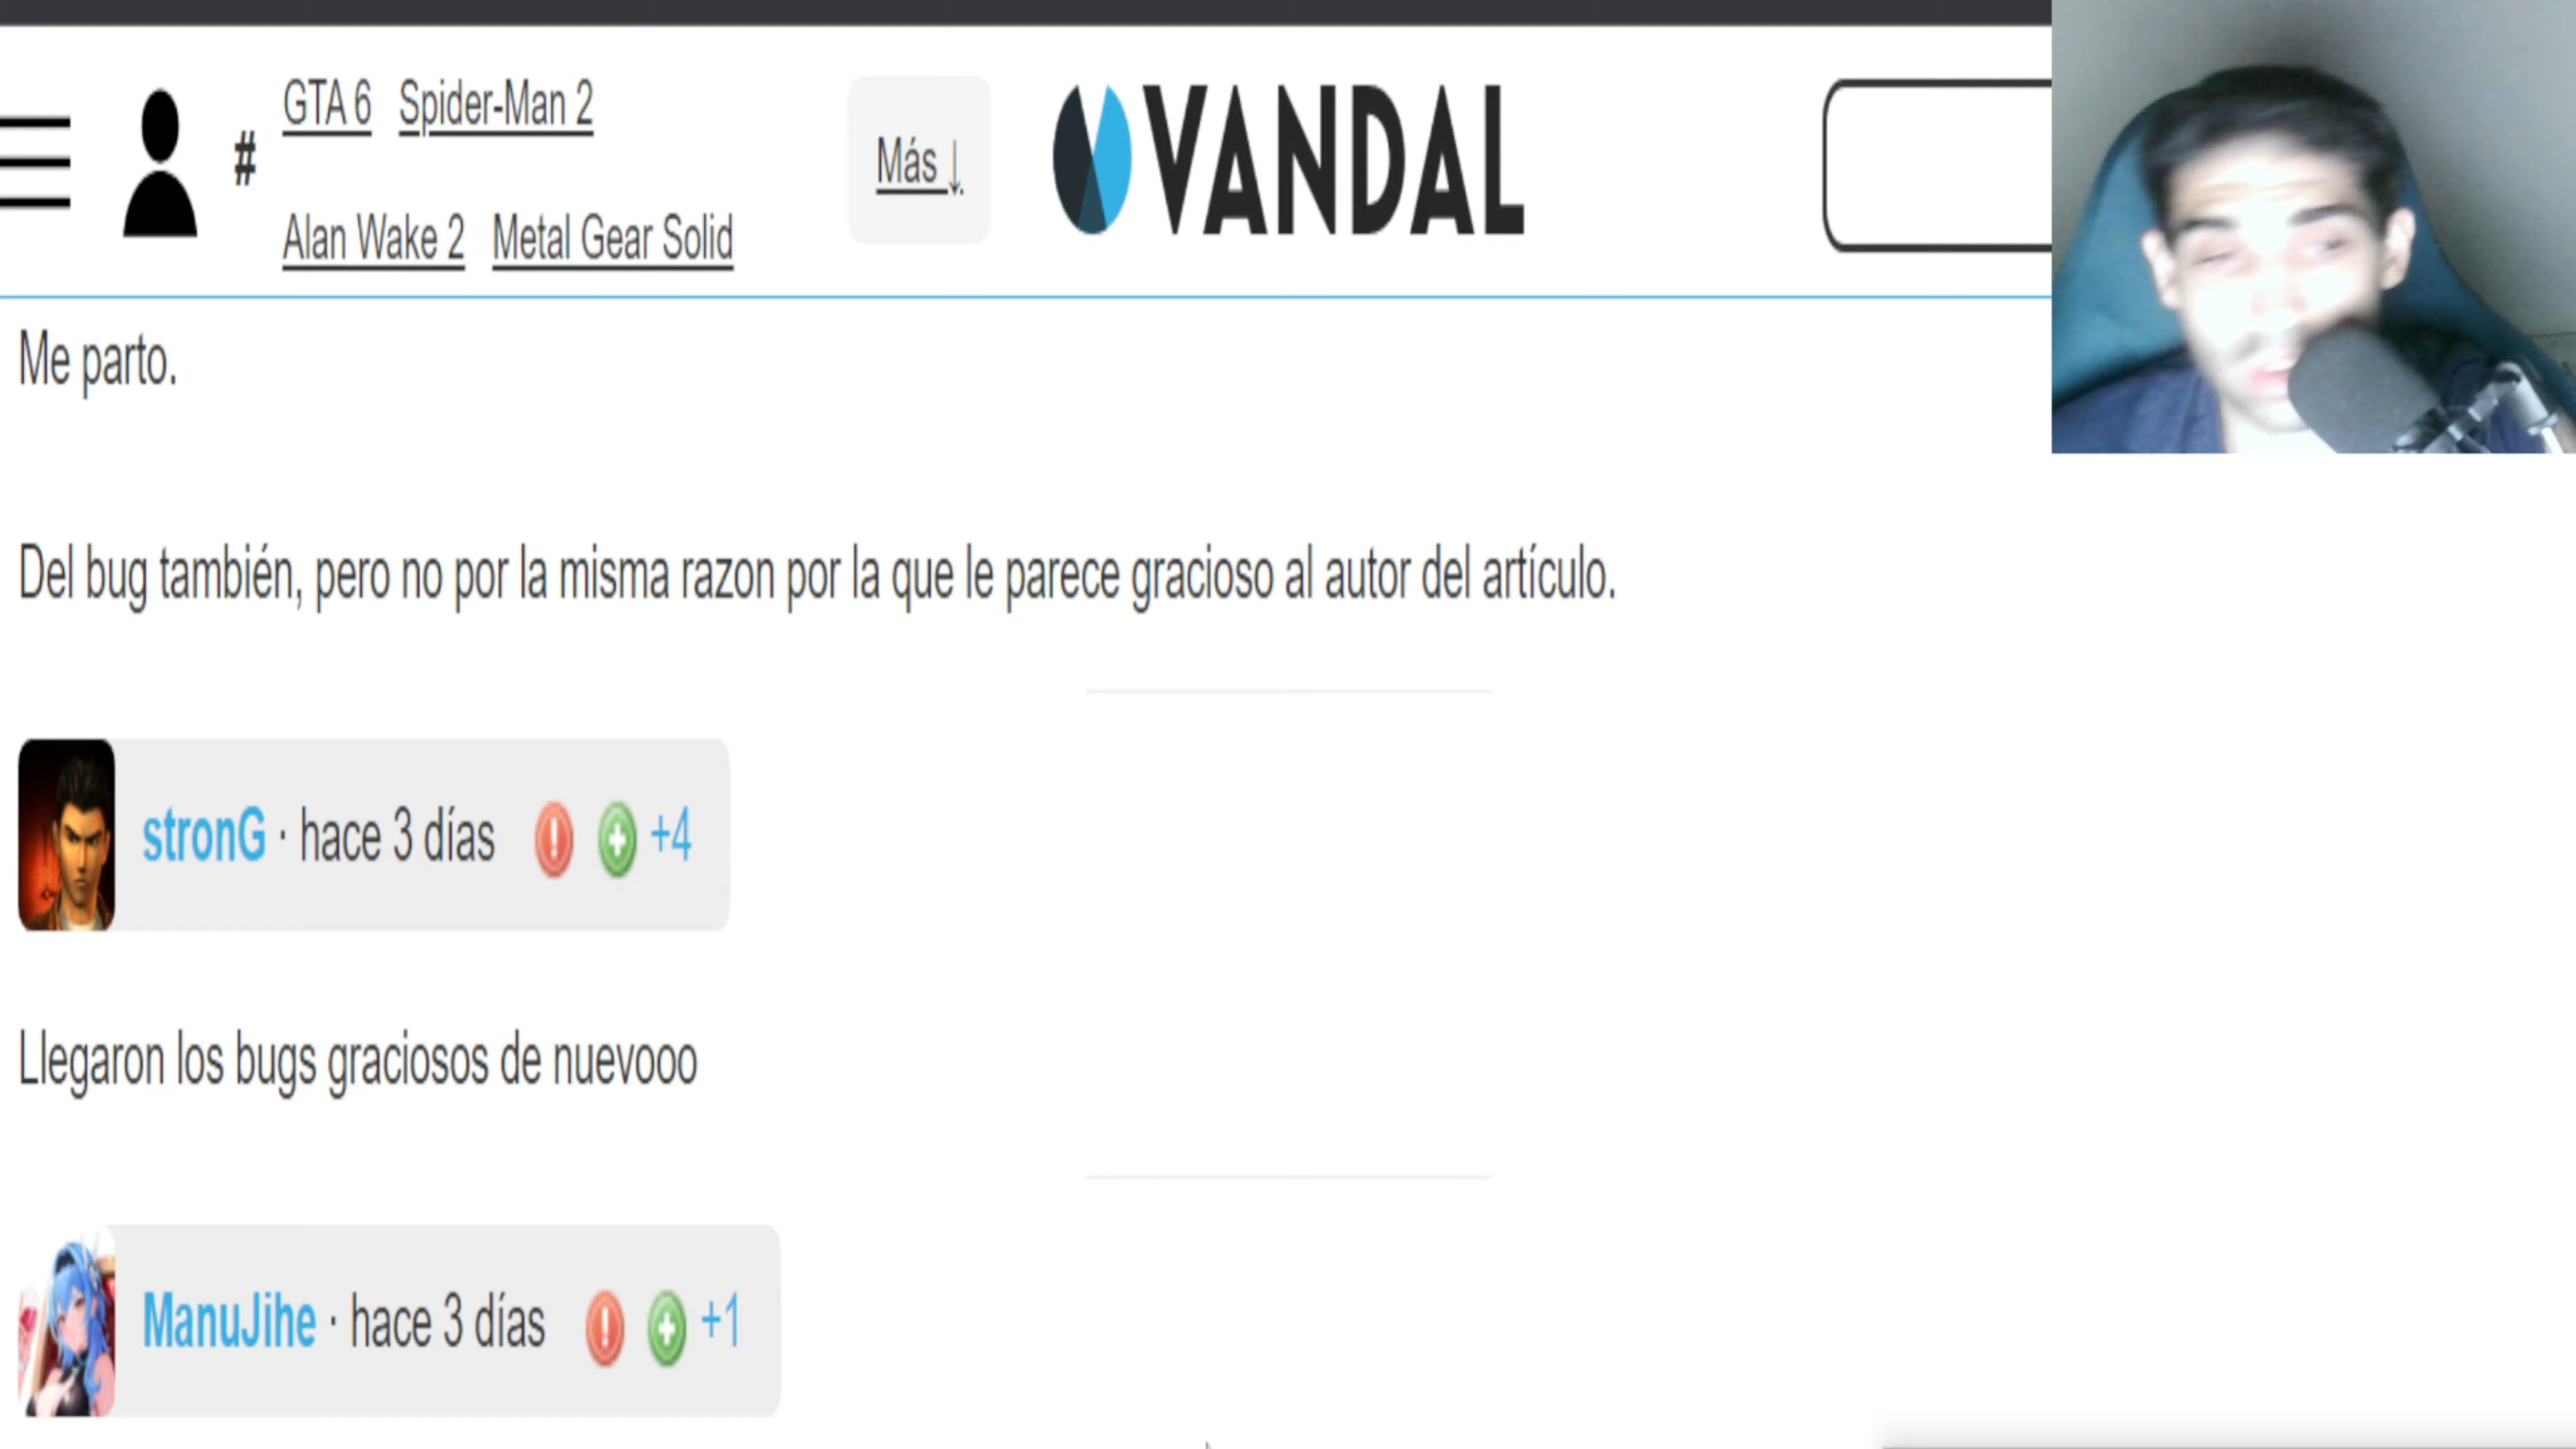 GTA 6 Spider-Man 2
#
Más ↓
VANDAL
Alan Wake 2 Metal Gear Solid
Me parto.
Del bug también, pero no por la misma razon por la que le parece gracioso al autor del artículo.
stronG · hace 3 días +4
Llegaron los bugs graciosos de nuevooo
ManuJihe · hace 3 días +1